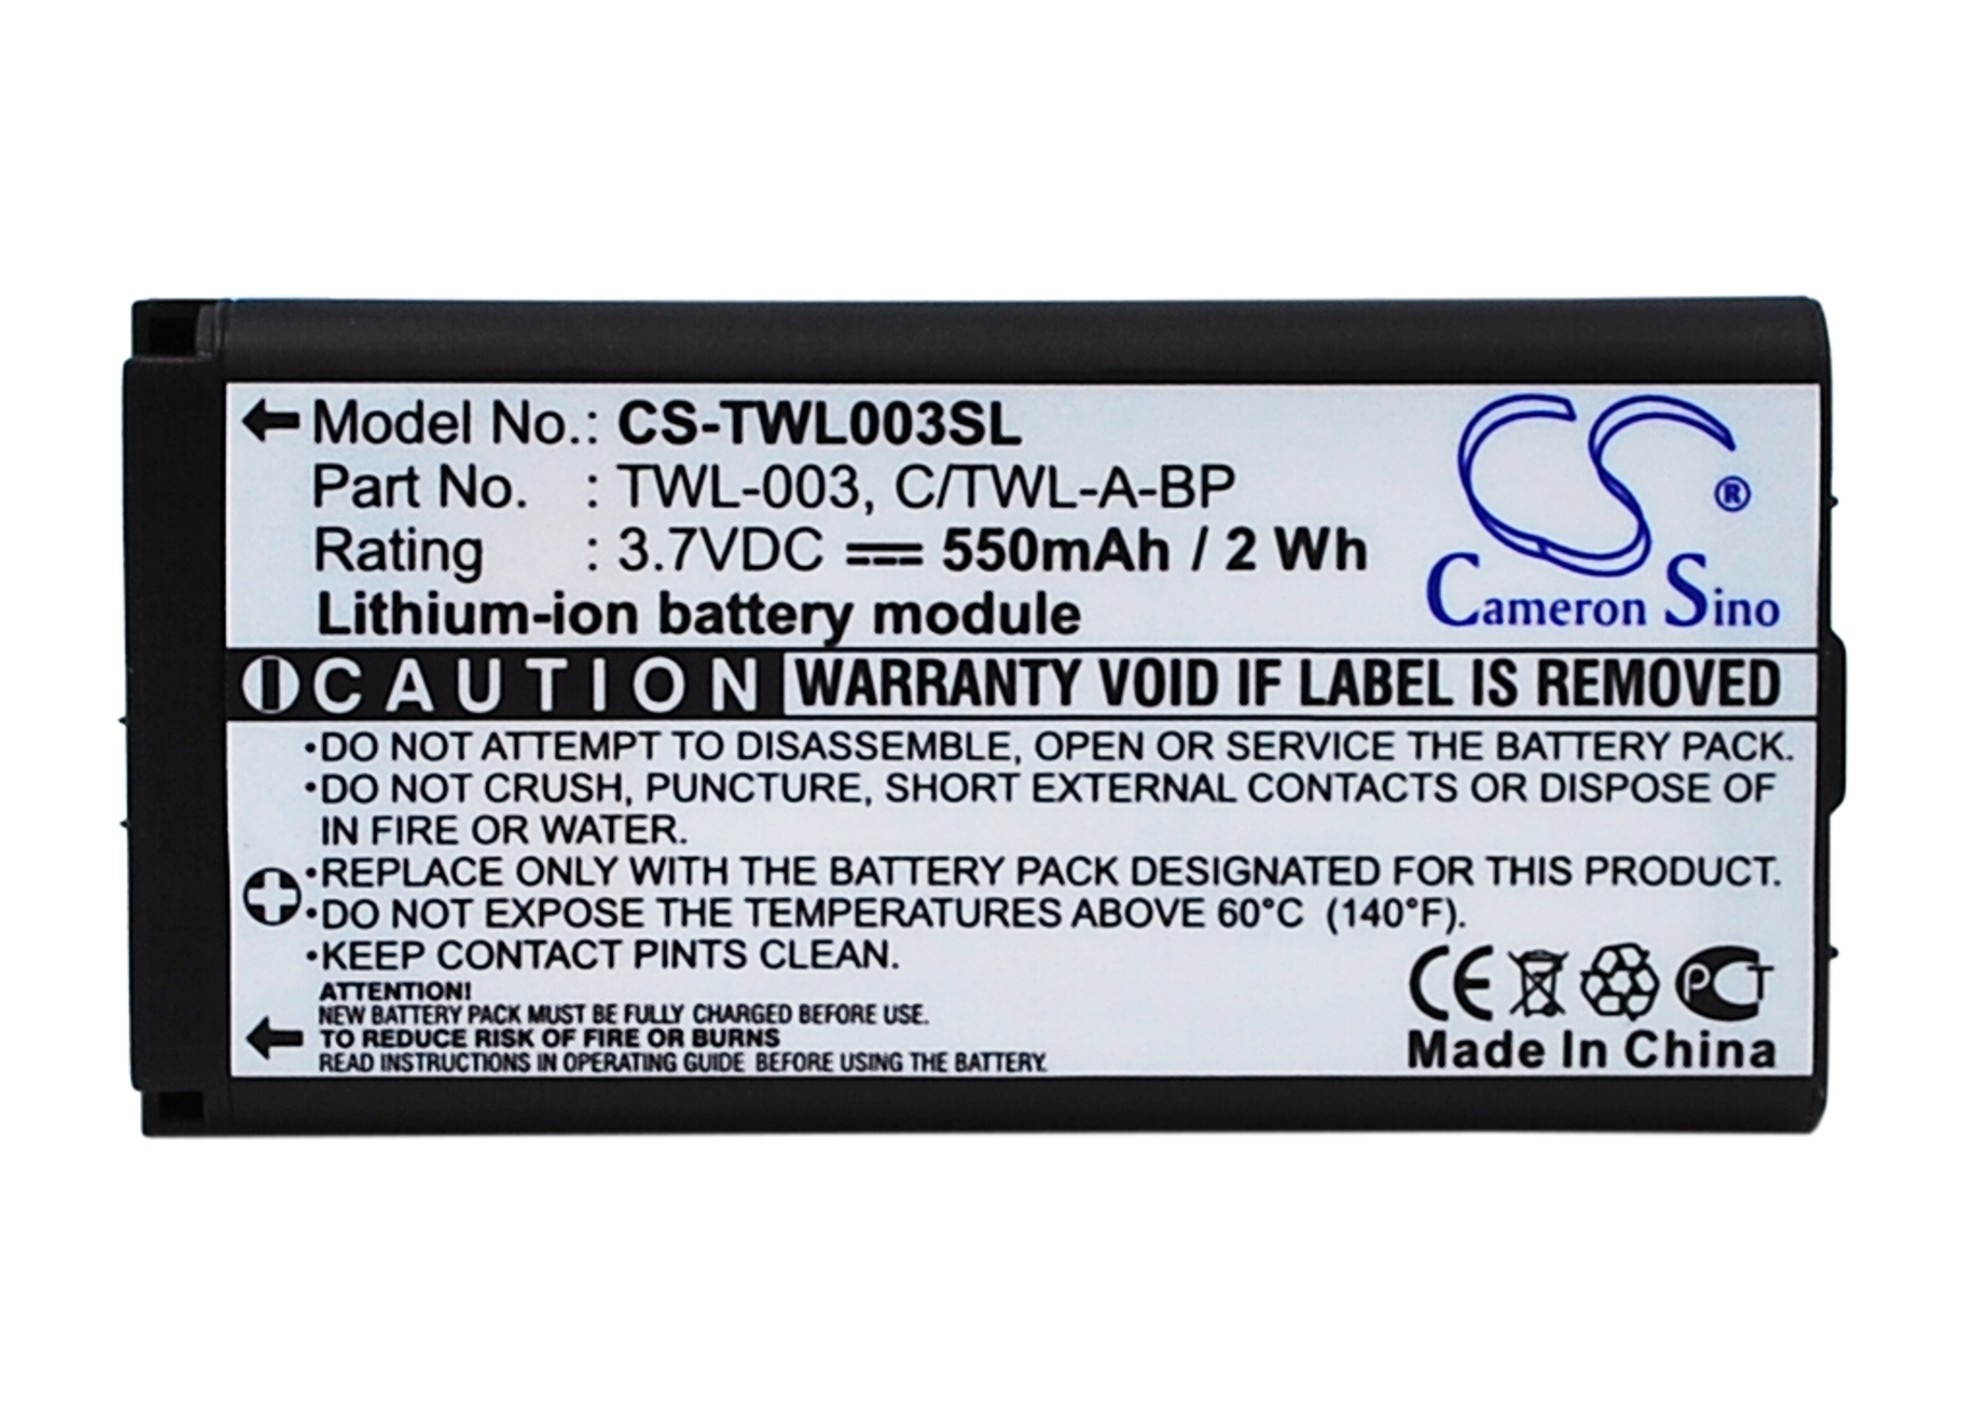 Model No.: CS-TWL003SL
Part No. : TWL-003, C/TWL-A-BP
Rating : 3.7VDC 550mAh / 2 Wh
Lithium-ion battery module
CS ®
Cameron Sino
CAUTION WARRANTY VOID IF LABEL IS REMOVED
•DO NOT ATTEMPT TO DISASSEMBLE, OPEN OR SERVICE THE BATTERY PACK.
•DO NOT CRUSH, PUNCTURE, SHORT EXTERNAL CONTACTS OR DISPOSE OF
IN FIRE OR WATER.
•REPLACE ONLY WITH THE BATTERY PACK DESIGNATED FOR THIS PRODUCT.
•DO NOT EXPOSE THE TEMPERATURES ABOVE 60°C (140°F).
•KEEP CONTACT PINTS CLEAN.
ATTENTION!
NEW BATTERY PACK MUST BE FULLY CHARGED BEFORE USE.
TO REDUCE RISK OF FIRE OR BURNS
READ INSTRUCTIONS IN OPERATING GUIDE BEFORE USING THE BATTERY.
CE PCT
Made In China